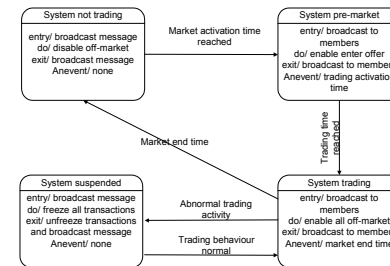 System not trading
entry/ broadcast message
do/ disable off-market
exit/ broadcast message
Anevent/ none
Market activation time
reached
System pre-market
entry/ broadcast to
members
do/ enable enter offer
exit/ broadcast to member
Anevent/ trading activation
time
Market end time
Trading time
reached
System suspended
entry/ broadcast message
do/ freeze all transactions
exit/ unfreeze transactions
and broadcast message
Anevent/ none
Abnormal trading
activity
Trading behaviour
normal
System trading
entry/ broadcast to
members
do/ enable all off-market
exit/ broadcast to member
Anevent/ market end time